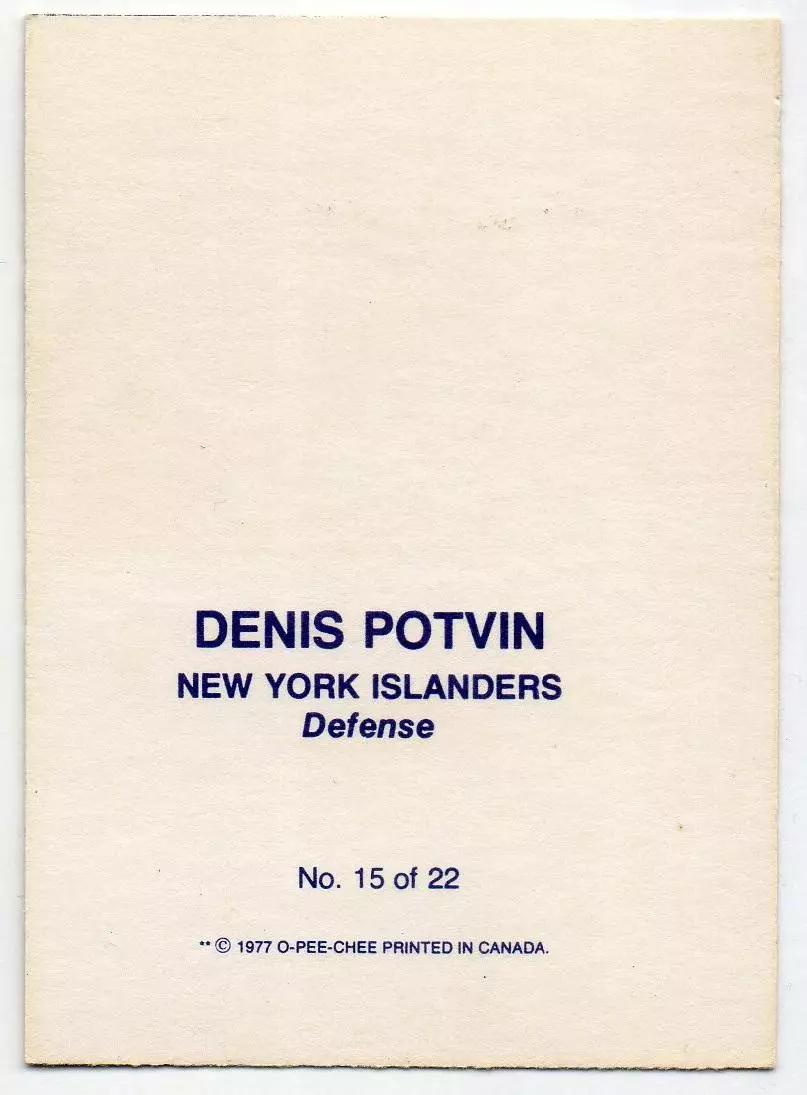 DENIS POTVIN
NEW YORK ISLANDERS
Defense
No. 15 of 22
** © 1977 O-PEE-CHEE PRINTED IN CANADA.